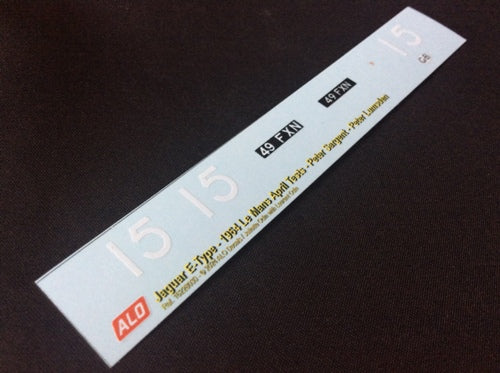 15
GB
49 FXN
49 FXN
15
15
ALO
Jaguar E-Type - 1964 Le Mans April Tests - Peter Sargent - Peter Lumsden